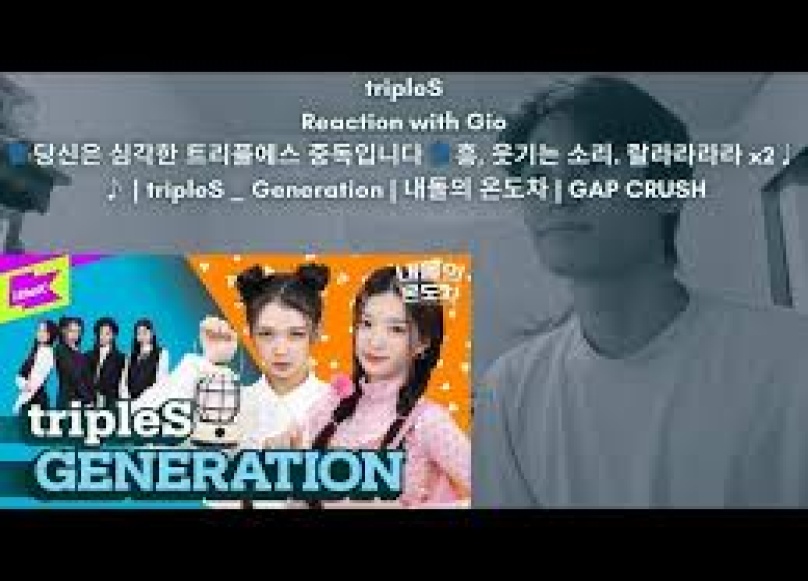 tripleS
Reaction with Gio
당신은 심각한 트리플에스 중독입니다 흥, 웃기는 소리. 랄라라라라 x2♩
♪ | tripleS _ Generation | 내돌의 온도차 | GAP CRUSH
내돌의
온도차
tripleS
GENERATION